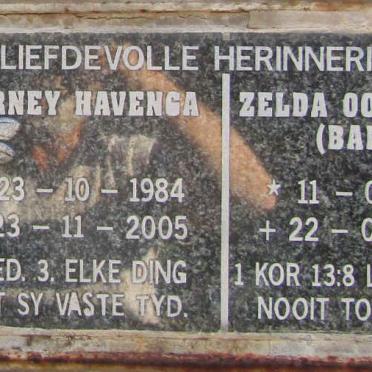 LIEFDEVOLLE HERINNERI
RNEY HAVENGA
23 - 10 - 1984
23 - 11 - 2005
ED. 3. ELKE DING
T SY VASTE TYD.
ZELDA OO
(BA
* 11 - 0
+ 22 - 0
1 KOR 13:8 L
NOOIT TO